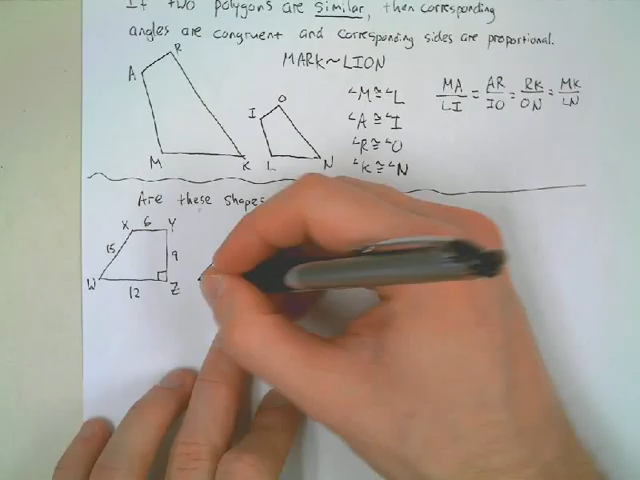 If two polygons are similar, then corresponding
angles are congruent and corresponding sides are proportional.
MARK~LION
R
A
M
K
O
I
L
N
∠M≅∠L
∠A≅∠I
∠R≅∠O
∠K≅∠N
MA/LI = AR/IO = RK/ON = MK/LN
Are these shapes
X 6 Y
15 9
W 12 Z